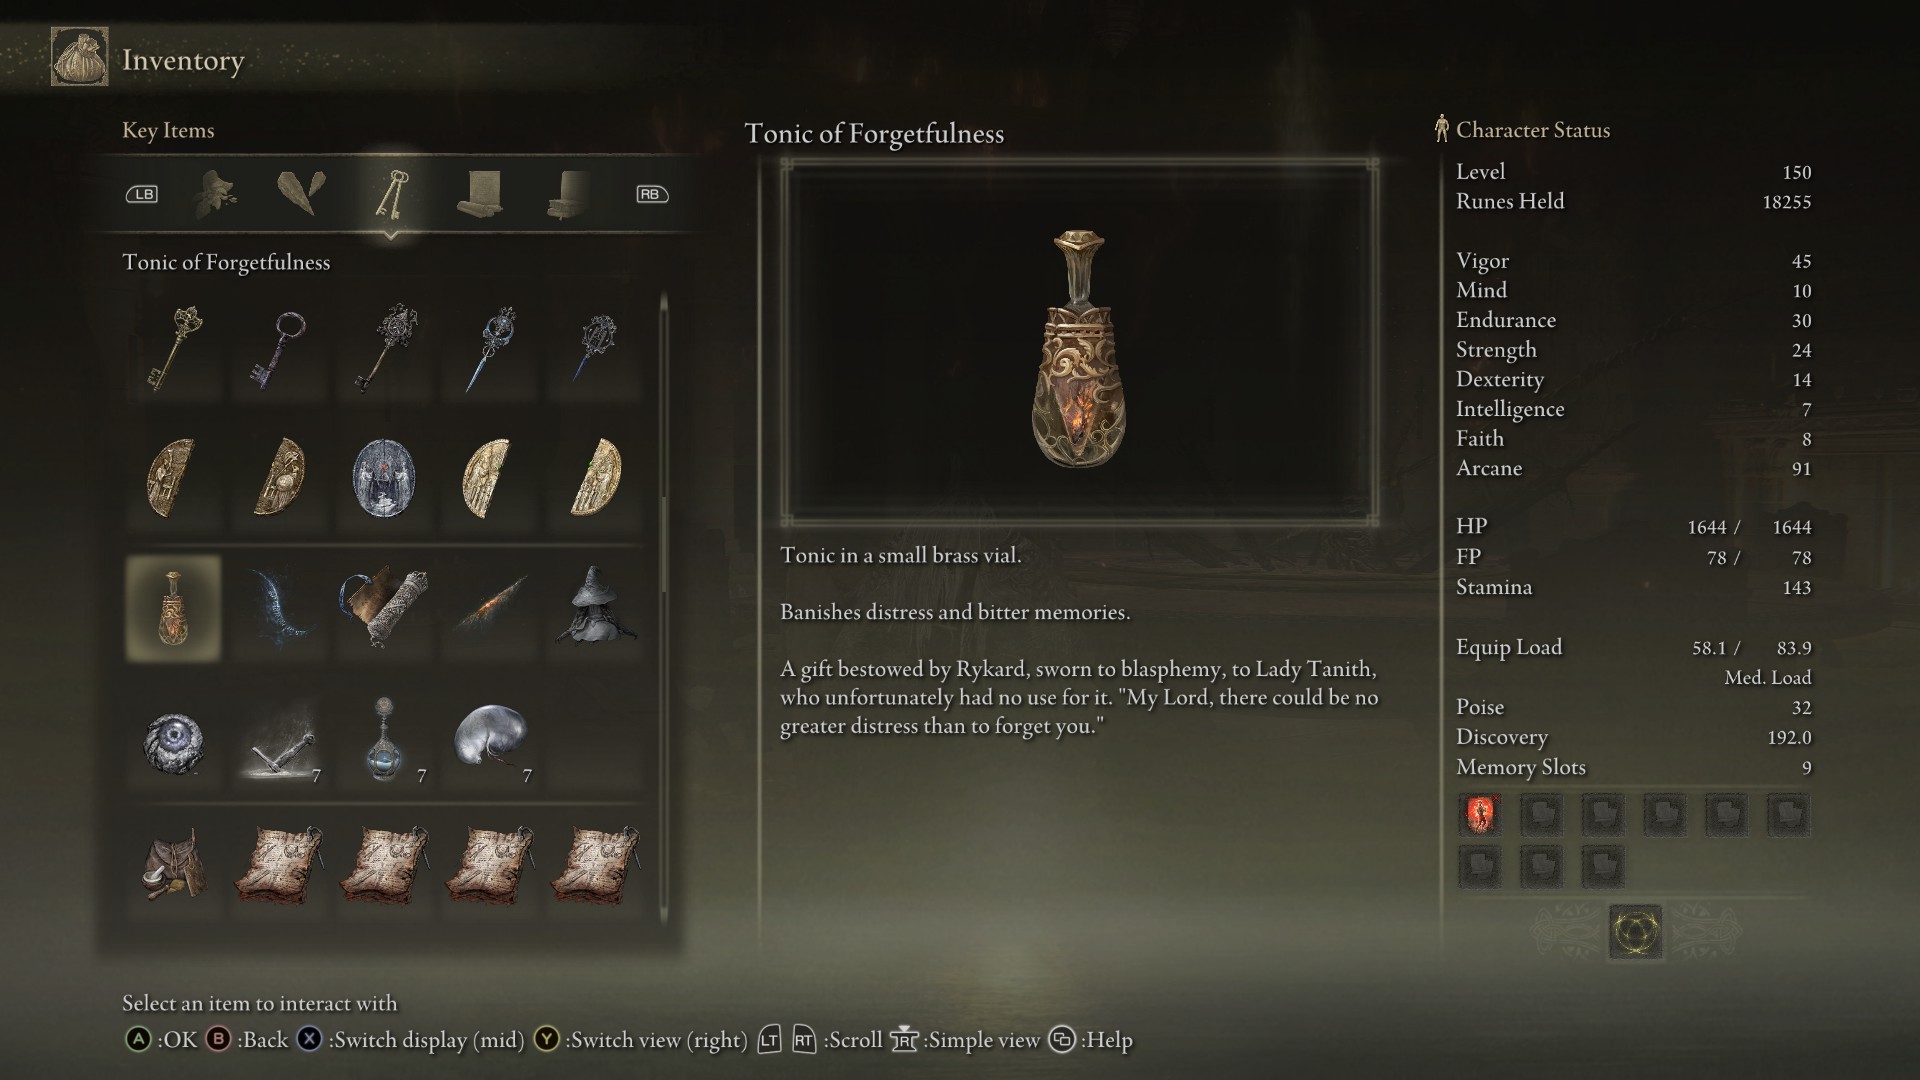 Inventory
Key Items
LB
RB
Tonic of Forgetfulness
7
7
7
Tonic of Forgetfulness
Tonic in a small brass vial.
Banishes distress and bitter memories.
A gift bestowed by Rykard, sworn to blasphemy, to Lady Tanith,
who unfortunately had no use for it. "My Lord, there could be no
greater distress than to forget you."
Character Status
Level 150
Runes Held 18255
Vigor 45
Mind 10
Endurance 30
Strength 24
Dexterity 14
Intelligence 7
Faith 8
Arcane 91
HP 1644 / 1644
FP 78 / 78
Stamina 143
Equip Load 58.1 / 83.9
Med. Load
Poise 32
Discovery 192.0
Memory Slots 9
Select an item to interact with
A :OK B :Back X :Switch display (mid) Y :Switch view (right) LT RT :Scroll R :Simple view :Help